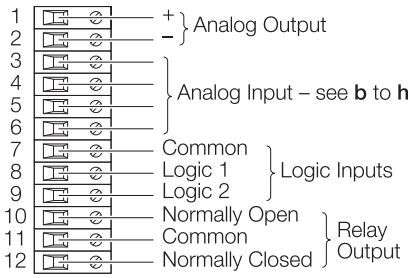 1 +
2 – Analog Output
3
4
5 Analog Input – see b to h
6
7 Common
8 Logic 1 Logic Inputs
9 Logic 2
10 Normally Open
11 Common Relay Output
12 Normally Closed